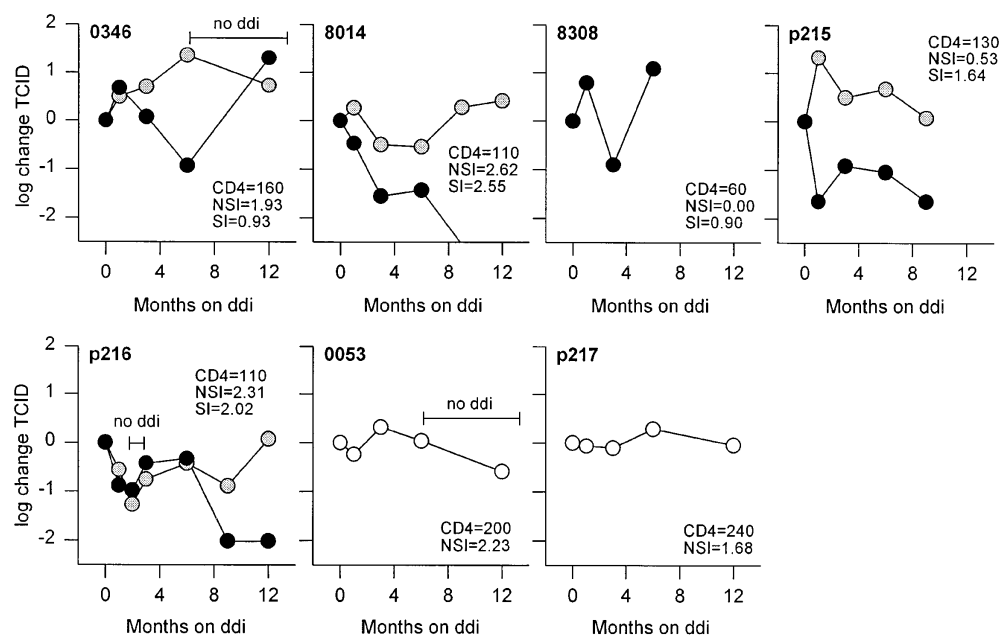 0346
no ddi
CD4=160
NSI=1.93
SI=0.93
8014
CD4=110
NSI=2.62
SI=2.55
8308
CD4=60
NSI=0.00
SI=0.90
p215
CD4=130
NSI=0.53
SI=1.64
log change TCID
2
1
0
-1
-2
0 4 8 12
0 4 8 12
0 4 8 12
0 4 8 12
Months on ddi
Months on ddi
Months on ddi
Months on ddi
p216
CD4=110
NSI=2.31
SI=2.02
no ddi
0053
no ddi
CD4=200
NSI=2.23
p217
CD4=240
NSI=1.68
log change TCID
2
1
0
-1
-2
0 4 8 12
0 4 8 12
0 4 8 12
Months on ddi
Months on ddi
Months on ddi